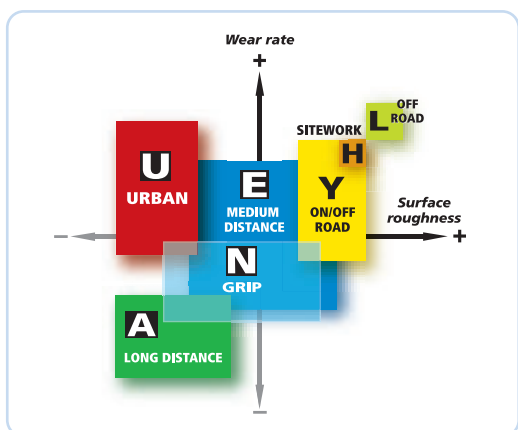 Wear rate
+
OFF
ROAD
L
SITEWORK
H
U
URBAN
E
MEDIUM
DISTANCE
Y
ON/OFF
ROAD
Surface
roughness
−
+
N
GRIP
A
LONG DISTANCE
−